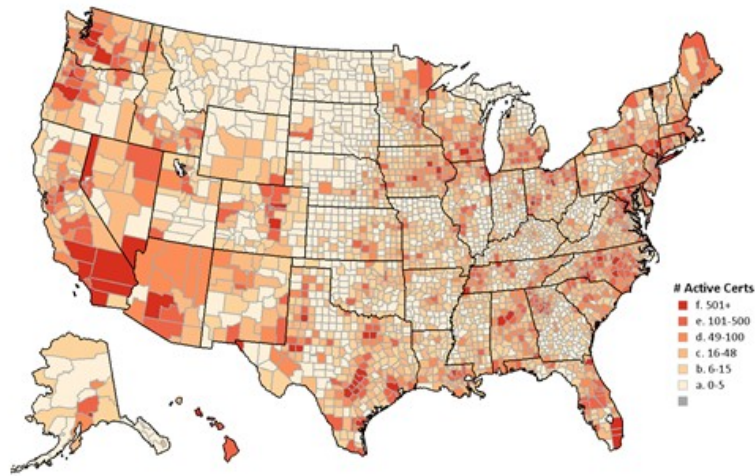 # Active Certs
f. 501+
e. 101-500
d. 49-100
c. 16-48
b. 6-15
a. 0-5